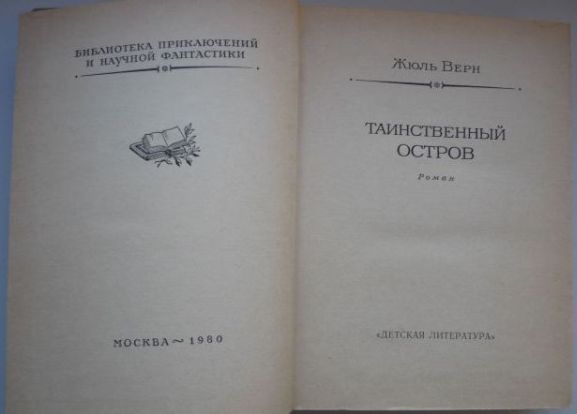 БИБЛИОТЕКА ПРИКЛЮЧЕНИЙ
И НАУЧНОЙ ФАНТАСТИКИ
МОСКВА ~ 1980
ЖЮЛЬ ВЕРН
ТАИНСТВЕННЫЙ
ОСТРОВ
Роман
«ДЕТСКАЯ ЛИТЕРАТУРА»